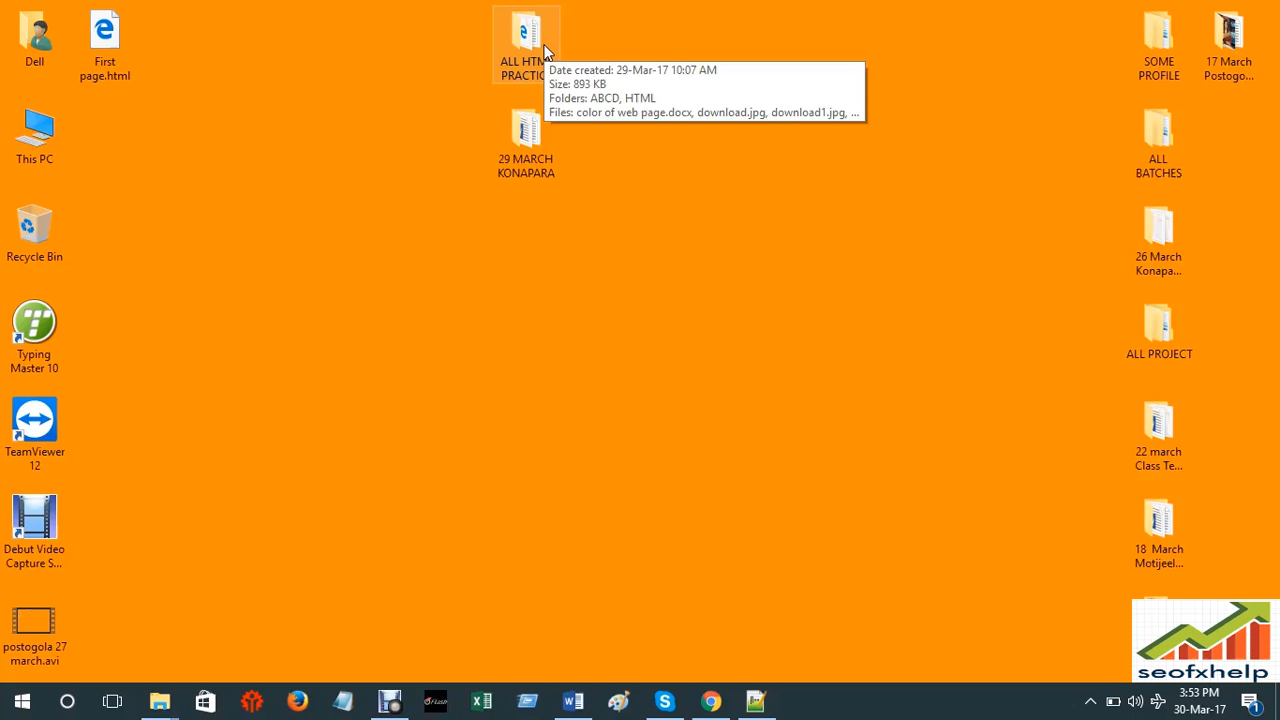 Dell
First
page.html
ALL HTM
PRACTIC
Date created: 29-Mar-17 10:07 AM
Size: 893 KB
Folders: ABCD, HTML
Files: color of web page.docx, download.jpg, download1.jpg, ...
SOME
PROFILE
17 March
Postogo...
This PC
29 MARCH
KONAPARA
ALL
BATCHES
Recycle Bin
26 March
Konapa...
Typing
Master 10
ALL PROJECT
TeamViewer
12
22 march
Class Te...
Debut Video
Capture S...
18 March
Motijeel...
postogola 27
march.avi
seofxhelp
3:53 PM
30-Mar-17
1